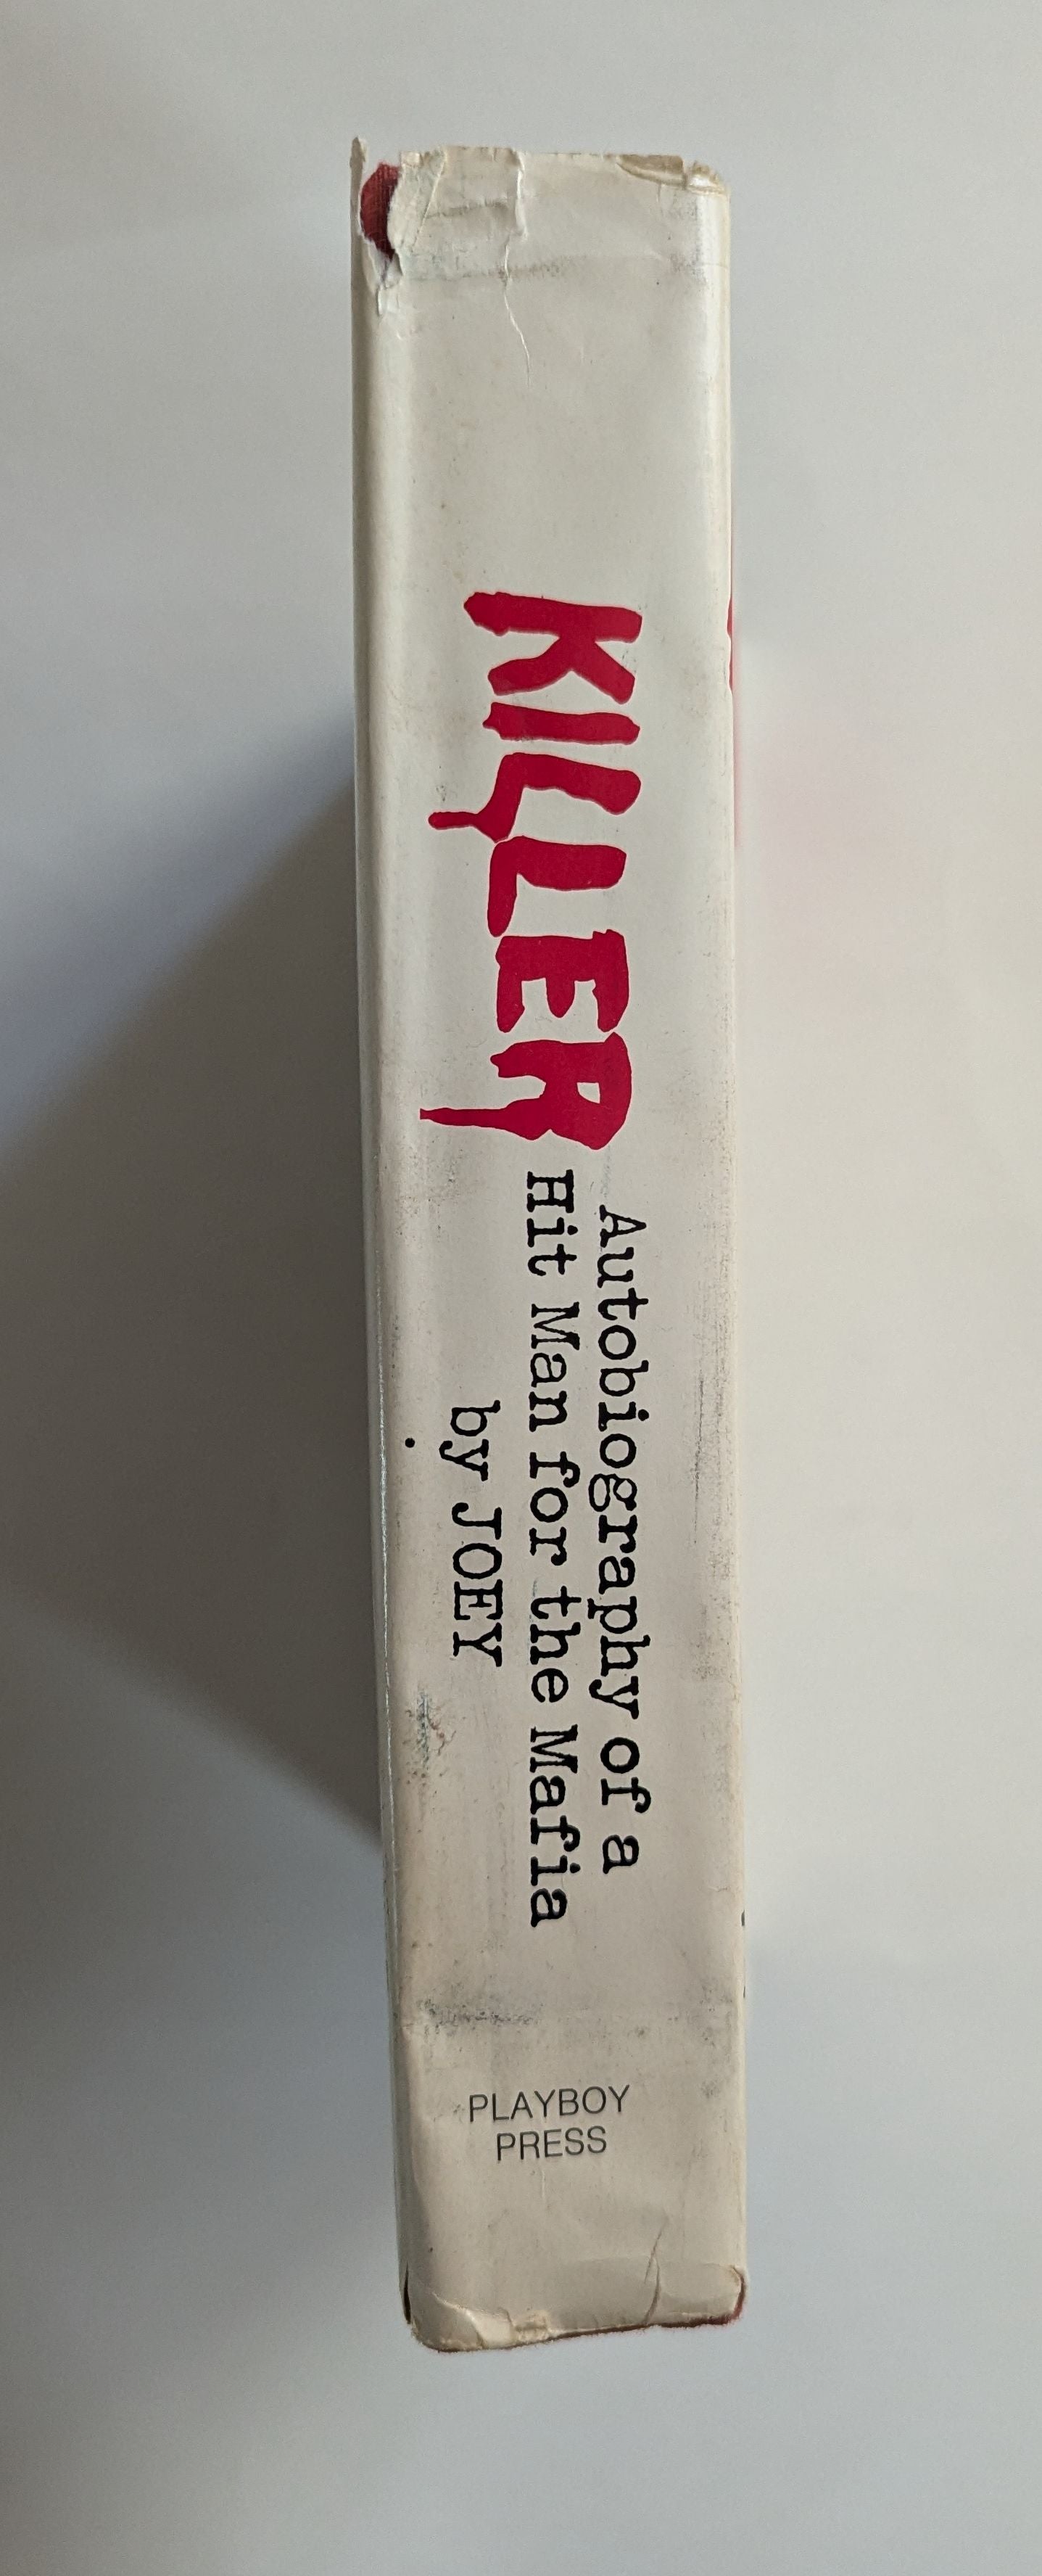 KILLER
Autobiography of a
Hit Man for the Mafia
by JOEY
PLAYBOY
PRESS